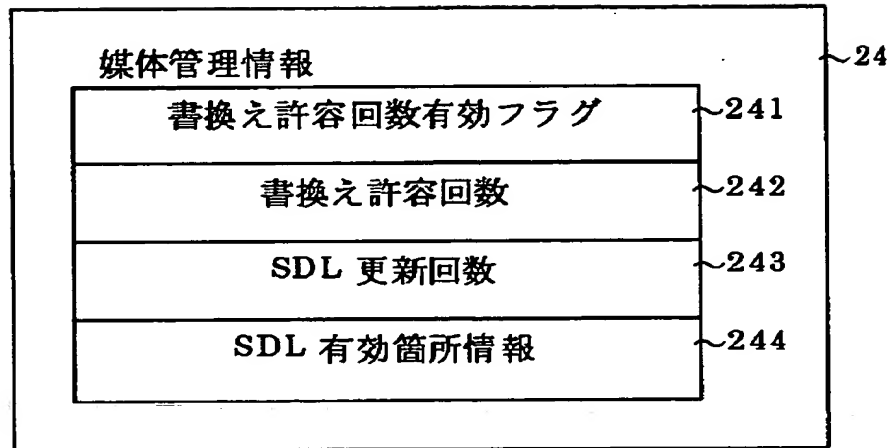 媒体管理情報 ~24
書換え許容回数有効フラグ ~241
書換え許容回数 ~242
SDL 更新回数 ~243
SDL 有効箇所情報 ~244